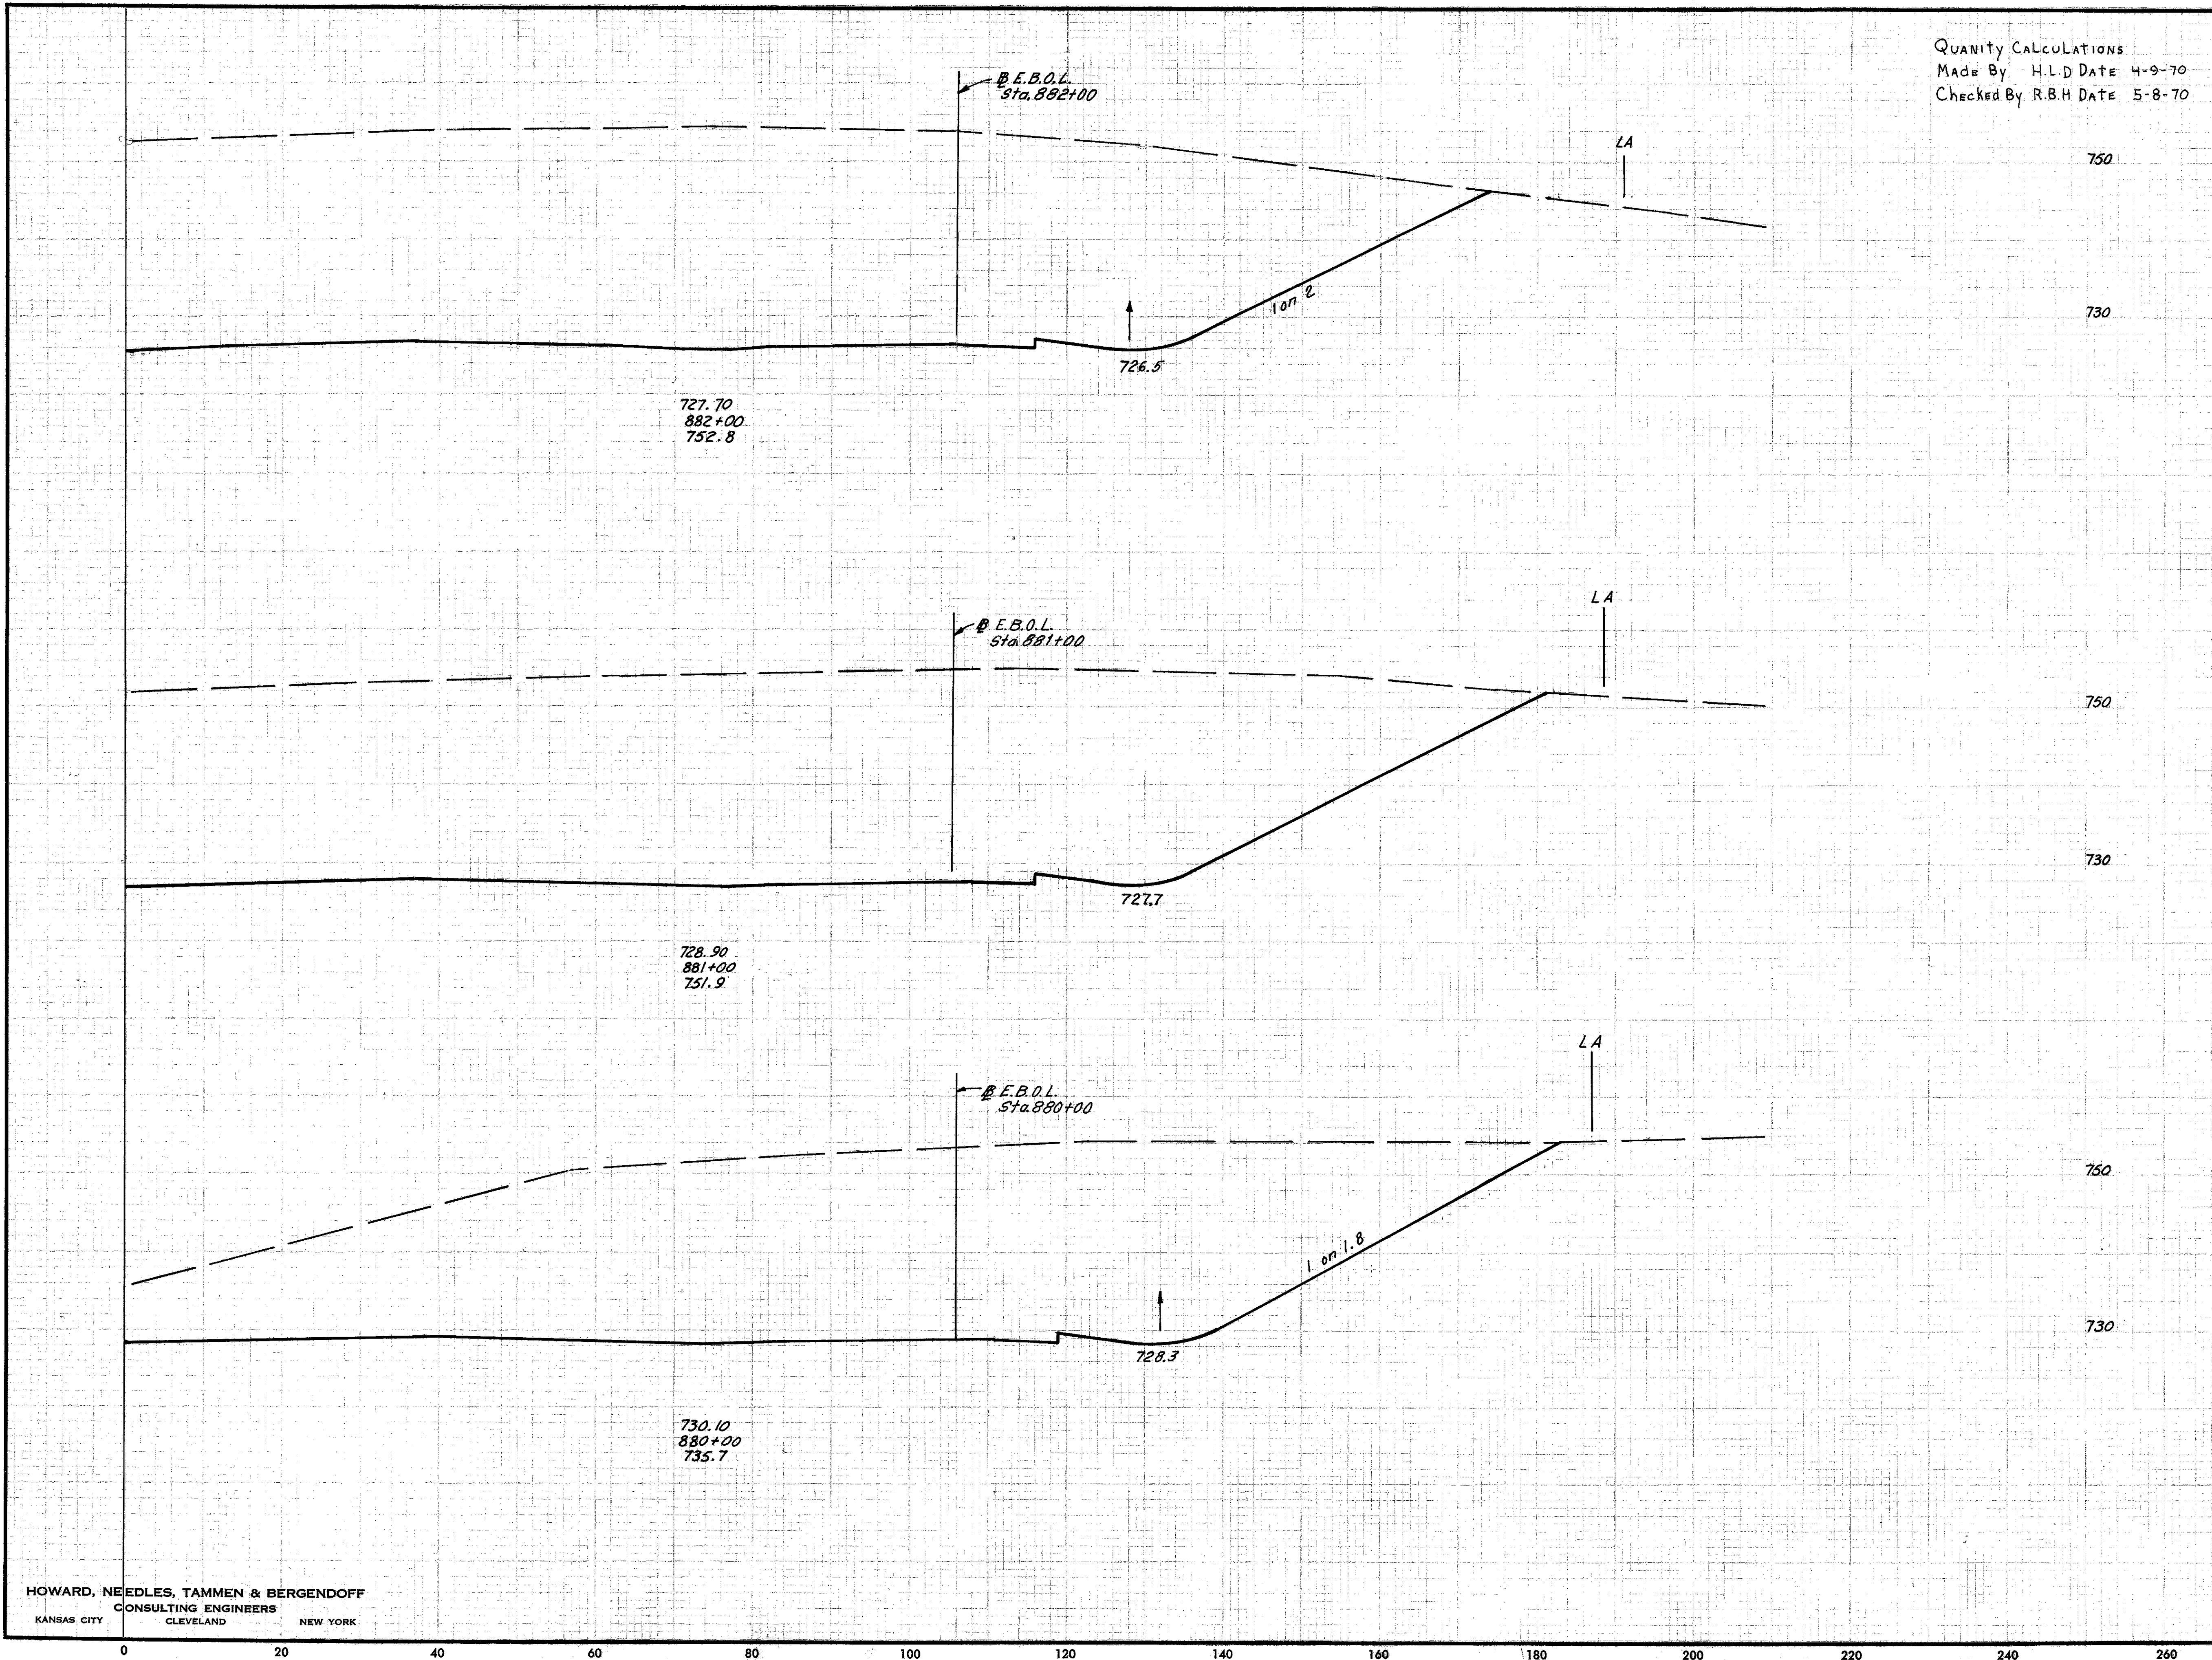 QUANITY CALCULATIONS
MADE BY H.L.D DATE 4-9-70
CHECKED BY R.B.H DATE 5-8-70
℄ E.B.O.L.
Sta. 882+00
LA
750
1 on 2
730
726.5
727.70
882+00
752.8
℄ E.B.O.L.
Sta. 881+00
LA
750
730
727.7
728.90
881+00
751.9
℄ E.B.O.L.
Sta. 880+00
LA
750
1 on 1.8
730
728.3
730.10
880+00
735.7
HOWARD, NEEDLES, TAMMEN & BERGENDOFF
CONSULTING ENGINEERS
KANSAS CITY CLEVELAND NEW YORK
0 20 40 60 80 100 120 140 160 180 200 220 240 260